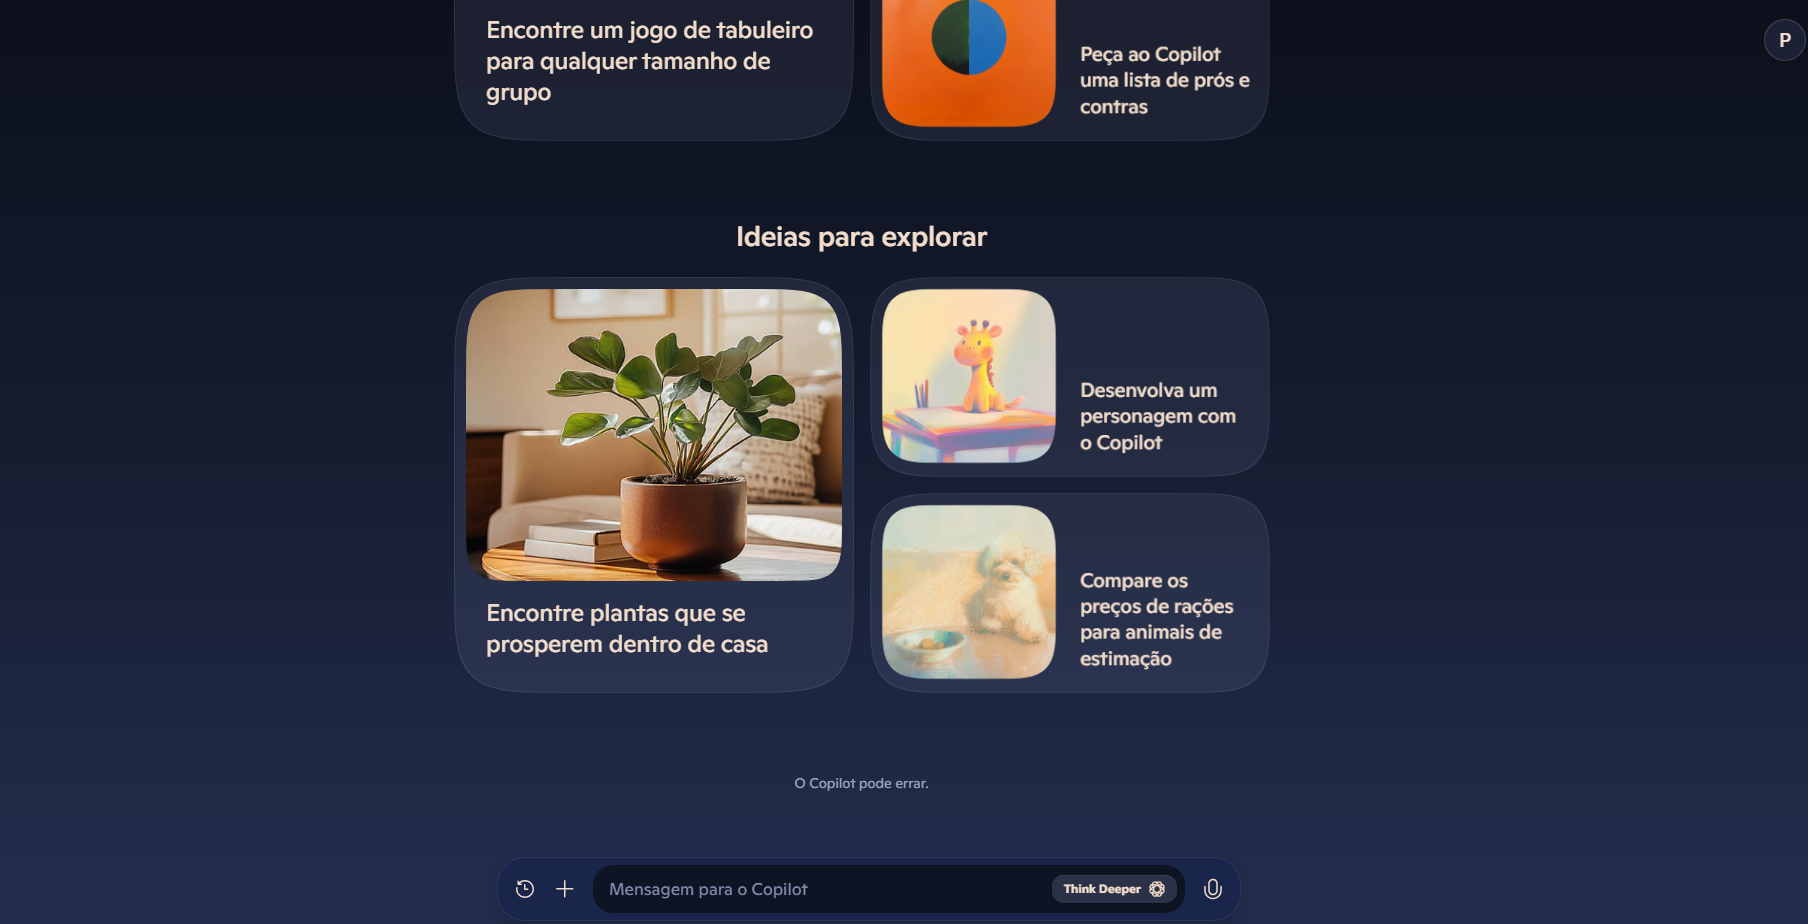 Encontre um jogo de tabuleiro
para qualquer tamanho de
grupo
Peça ao Copilot
uma lista de prós e
contras
P
Ideias para explorar
Encontre plantas que se
prosperem dentro de casa
Desenvolva um
personagem com
o Copilot
Compare os
preços de rações
para animais de
estimação
O Copilot pode errar.
Mensagem para o Copilot
Think Deeper